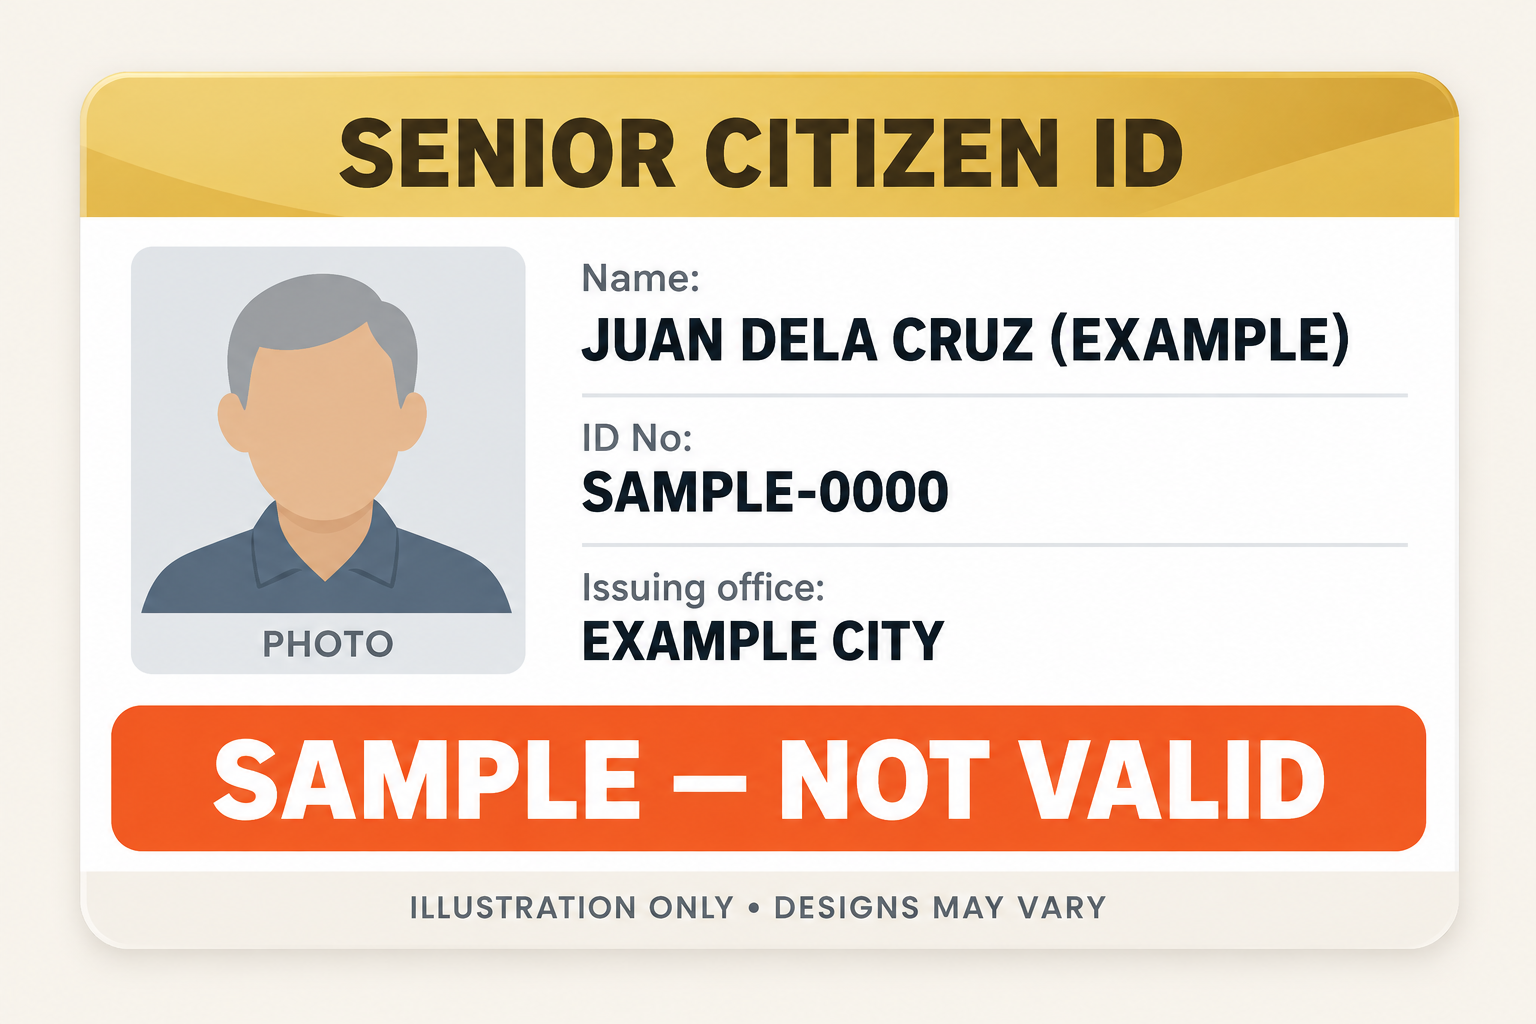 SENIOR CITIZEN ID
Name:
JUAN DELA CRUZ (EXAMPLE)
ID No:
SAMPLE-0000
Issuing office:
EXAMPLE CITY
PHOTO
SAMPLE — NOT VALID
ILLUSTRATION ONLY • DESIGNS MAY VARY